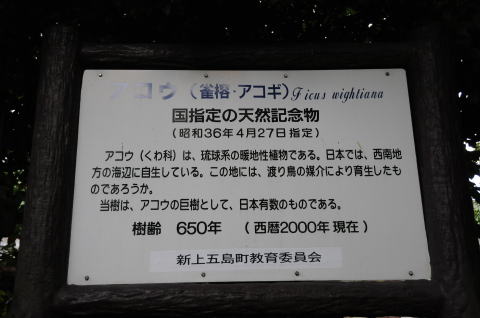 アコウ（雀榕・アコギ）Ficus wightiana
国指定の天然記念物
（昭和36年4月27日指定）
アコウ（くわ科）は、琉球系の暖地性植物である。日本では、西南地
方の海辺に自生している。この地には、渡り鳥の媒介により育生したも
のであろうか。
当樹は、アコウの巨樹として、日本有数のものである。
樹齢 650年 （西暦2000年 現在）
新上五島町教育委員会